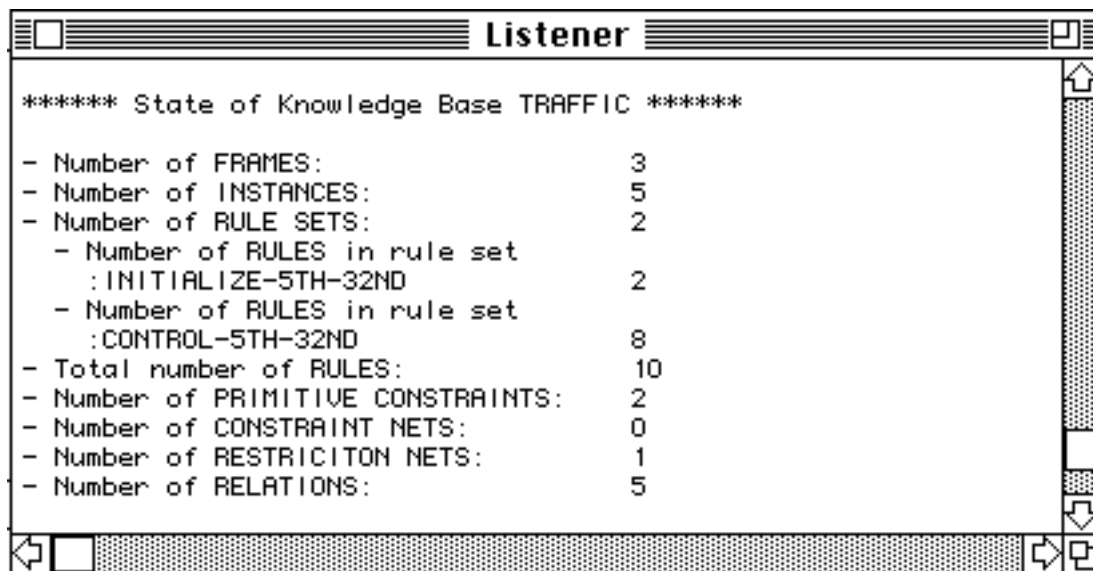 Listener
****** State of Knowledge Base TRAFFIC ******
- Number of FRAMES: 3
- Number of INSTANCES: 5
- Number of RULE SETS: 2
- Number of RULES in rule set
:INITIALIZE-5TH-32ND 2
- Number of RULES in rule set
:CONTROL-5TH-32ND 8
- Total number of RULES: 10
- Number of PRIMITIVE CONSTRAINTS: 2
- Number of CONSTRAINT NETS: 0
- Number of RESTRICITON NETS: 1
- Number of RELATIONS: 5